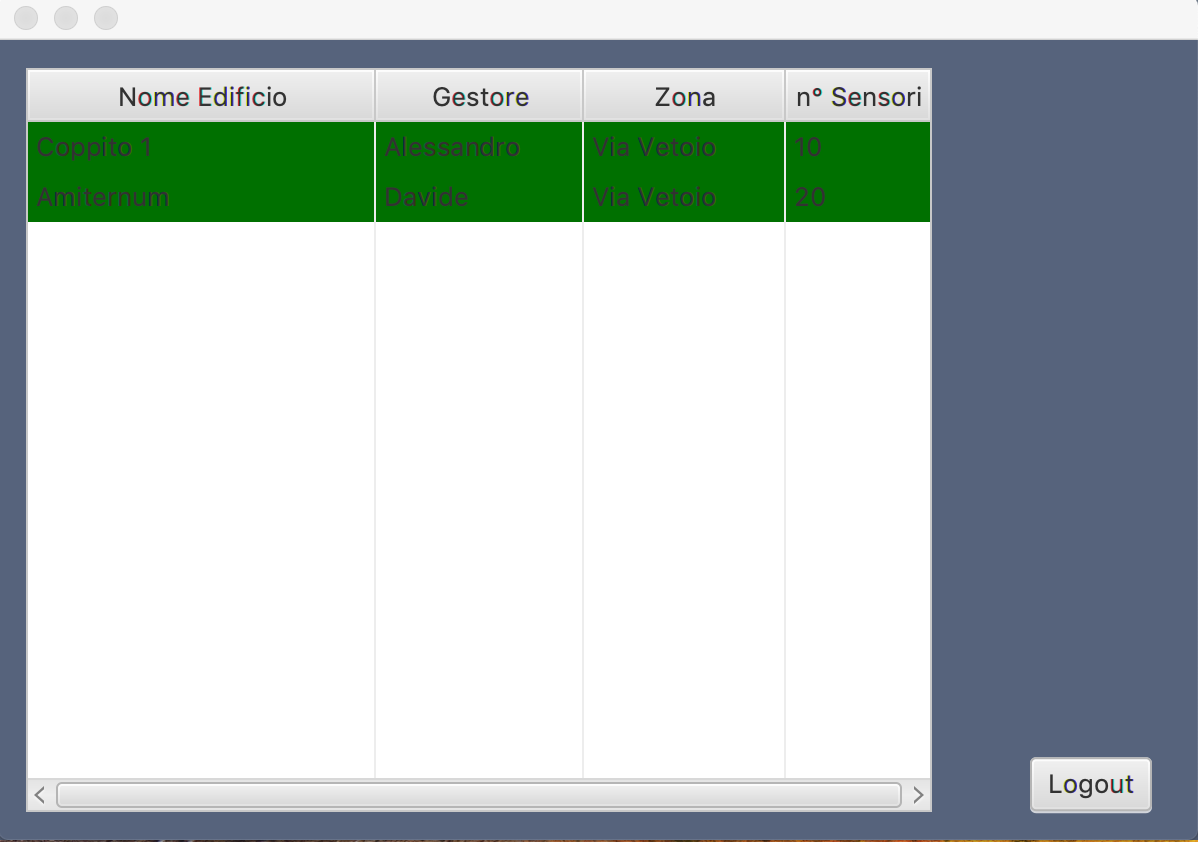 Nome Edificio Gestore Zona n° Sensori
Coppito 1 Alessandro Via Vetoio 10
Amiternum Davide Via Vetoio 20
Logout